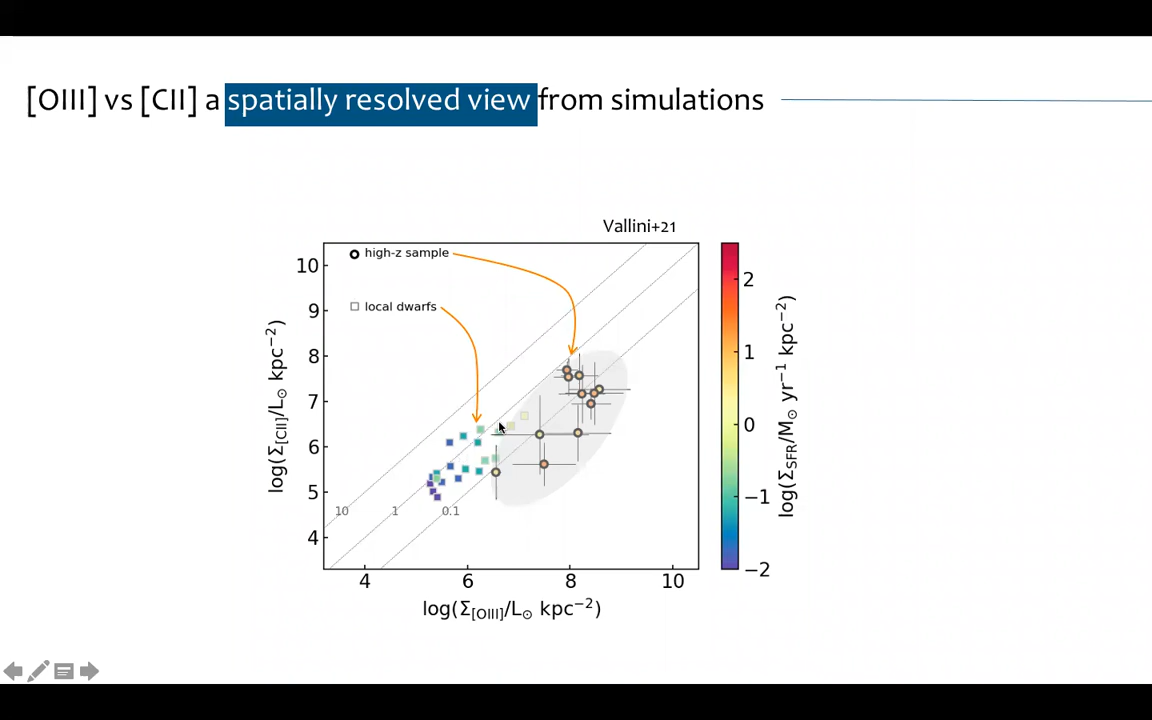 [OIII] vs [CII] a spatially resolved view from simulations
Vallini+21
high-z sample
local dwarfs
10
9
8
7
6
5
4
log(Σ[CII]/L⊙ kpc⁻²)
10
1
0.1
4
6
8
10
log(Σ[OIII]/L⊙ kpc⁻²)
2
1
0
−1
−2
log(ΣSFR/M⊙ yr⁻¹ kpc⁻²)